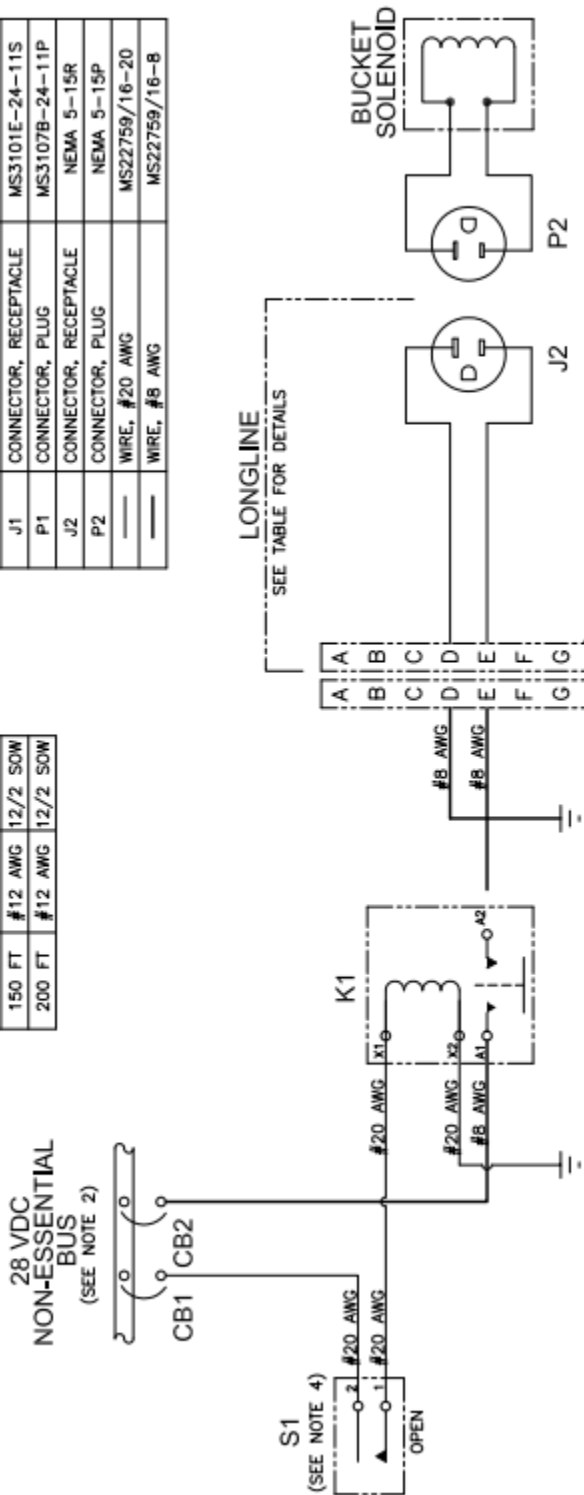 J1 CONNECTOR, RECEPTACLE MS3101E-24-11S
P1 CONNECTOR, PLUG MS3107B-24-11P
J2 CONNECTOR, RECEPTACLE NEMA 5-15R
P2 CONNECTOR, PLUG NEMA 5-15P
WIRE, #20 AWG MS22759/16-20
WIRE, #8 AWG MS22759/16-8
150 FT #12 AWG 12/2 SOW
200 FT #12 AWG 12/2 SOW
28 VDC
NON-ESSENTIAL
BUS
(SEE NOTE 2)
CB1
CB2
S1
(SEE NOTE 4)
2
1
OPEN
#20 AWG
#20 AWG
K1
#20 AWG
#20 AWG
#8 AWG
X1
X2
A1
A2
#8 AWG
#8 AWG
A A
B B
C C
D D
E E
F F
G G
LONGLINE
SEE TABLE FOR DETAILS
J2
P2
BUCKET
SOLENOID